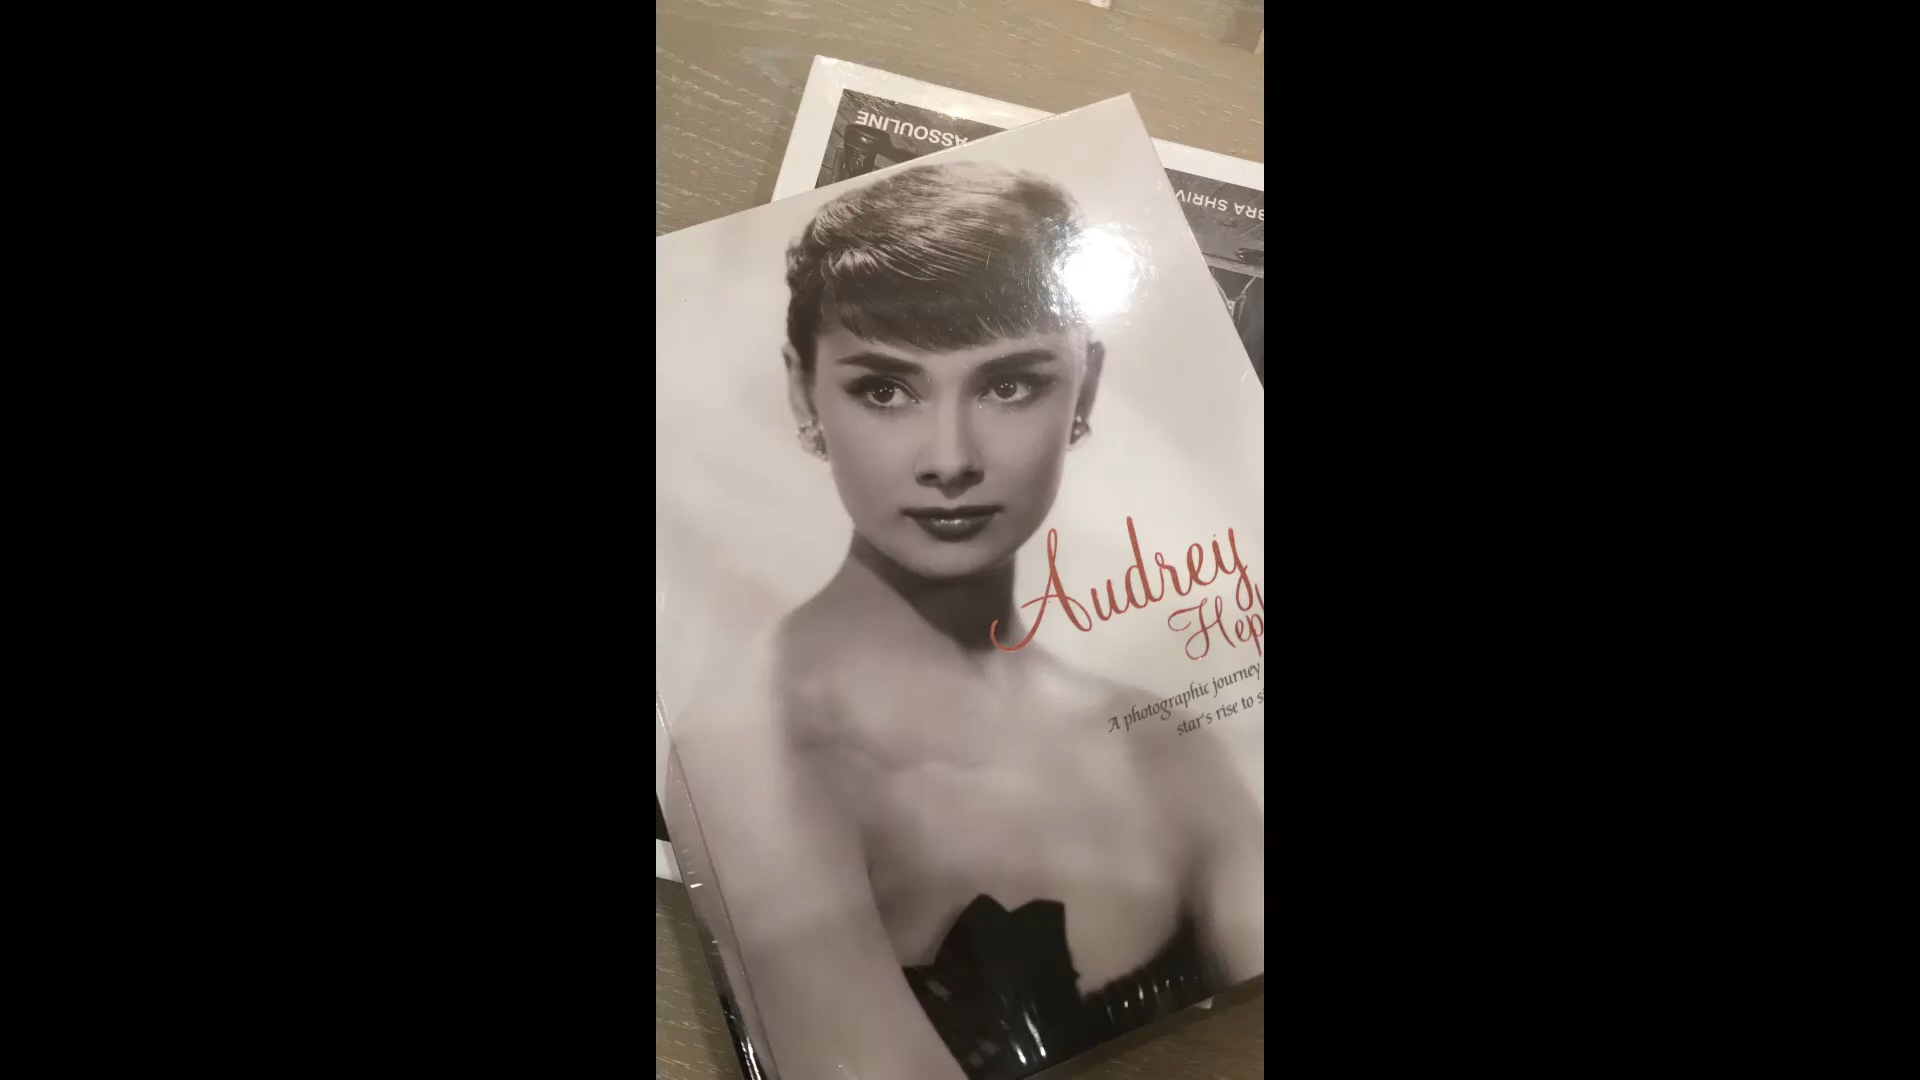 ASSOULINE
BRA SHRIV
Audrey
Hep
A photographic journey
star's rise to s